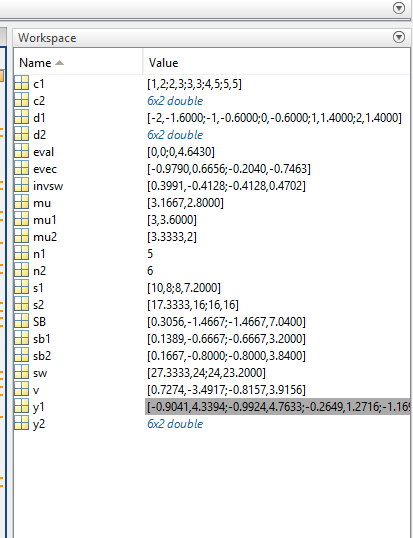 Workspace
Name Value
c1 [1,2;2,3;3,3;4,5;5,5]
c2 6x2 double
d1 [-2,-1.6000;-1,-0.6000;0,-0.6000;1,1.4000;2,1.4000]
d2 6x2 double
eval [0,0;0,4.6430]
evec [-0.9790,0.6656;-0.2040,-0.7463]
invsw [0.3991,-0.4128;-0.4128,0.4702]
mu [3.1667,2.8000]
mu1 [3,3.6000]
mu2 [3.3333,2]
n1 5
n2 6
s1 [10,8;8,7.2000]
s2 [17.3333,16;16,16]
SB [0.3056,-1.4667;-1.4667,7.0400]
sb1 [0.1389,-0.6667;-0.6667,3.2000]
sb2 [0.1667,-0.8000;-0.8000,3.8400]
sw [27.3333,24;24,23.2000]
v [0.7274,-3.4917;-0.8157,3.9156]
y1 [-0.9041,4.3394;-0.9924,4.7633;-0.2649,1.2716;-1.169
y2 6x2 double